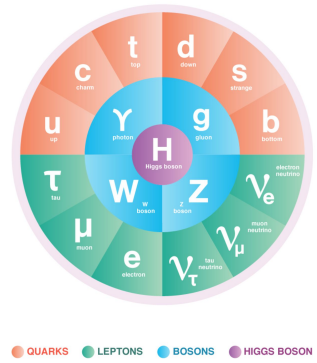 t
top
d
down
c
charm
s
strange
u
up
b
bottom
γ
photon
g
gluon
H
Higgs boson
W
W
boson
Z
Z
boson
τ
tau
μ
muon
e
electron
ντ
tau
neutrino
νμ
muon
neutrino
νe
electron
neutrino
QUARKS
LEPTONS
BOSONS
HIGGS BOSON